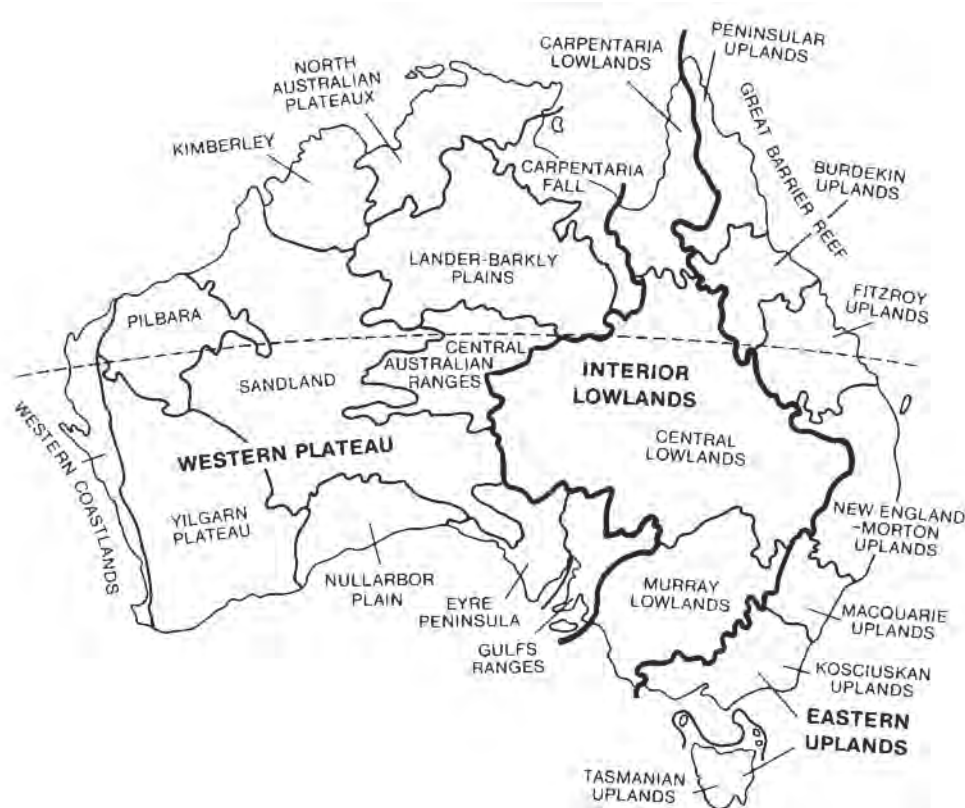 PENINSULAR
UPLANDS
CARPENTARIA
LOWLANDS
NORTH
AUSTRALIAN
PLATEAUX
KIMBERLEY
GREAT BARRIER REEF
CARPENTARIA
FALL
BURDEKIN
UPLANDS
LANDER-BARKLY
PLAINS
FITZROY
UPLANDS
PILBARA
CENTRAL
AUSTRALIAN
RANGES
SANDLAND
INTERIOR
LOWLANDS
WESTERN PLATEAU
CENTRAL
LOWLANDS
WESTERN COASTLANDS
YILGARN
PLATEAU
NEW ENGLAND
-MORTON
UPLANDS
NULLARBOR
PLAIN
EYRE
PENINSULA
GULFS
RANGES
MURRAY
LOWLANDS
MACQUARIE
UPLANDS
KOSCIUSKAN
UPLANDS
EASTERN
UPLANDS
TASMANIAN
UPLANDS